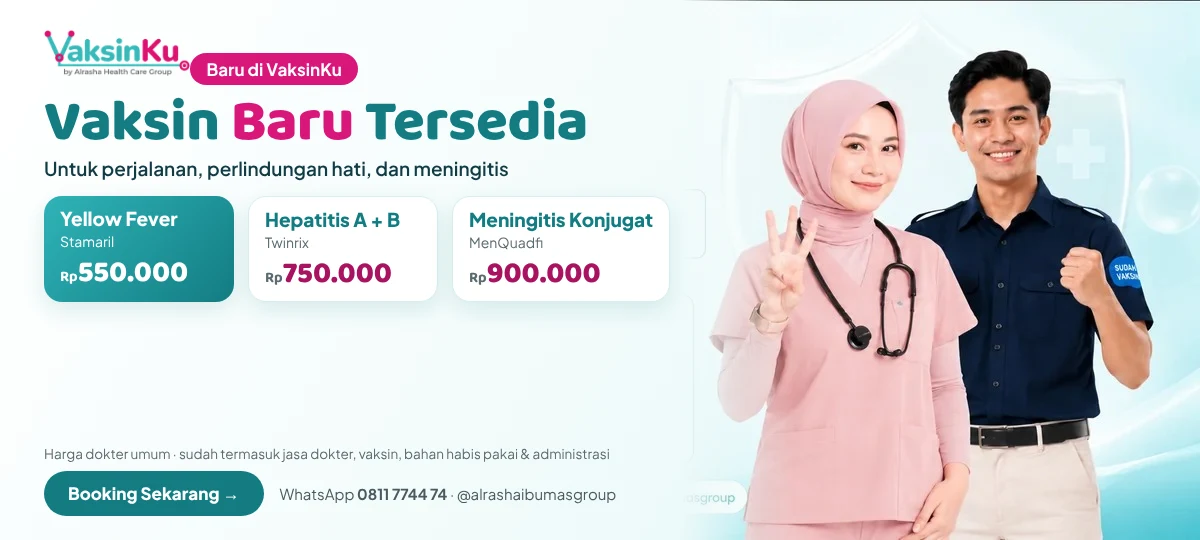 VaksinKu
by Alrasha Health Care Group
Baru di VaksinKu
Vaksin Baru Tersedia
Untuk perjalanan, perlindungan hati, dan meningitis
Yellow Fever
Stamaril
Rp550.000
Hepatitis A + B
Twinrix
Rp750.000
Meningitis Konjugat
MenQuadfi
Rp900.000
SUDAH
VAKSIN
Harga dokter umum · sudah termasuk jasa dokter, vaksin, bahan habis pakai & administrasi
Booking Sekarang →
WhatsApp 0811 7744 74 · @alrashaibumasgroup